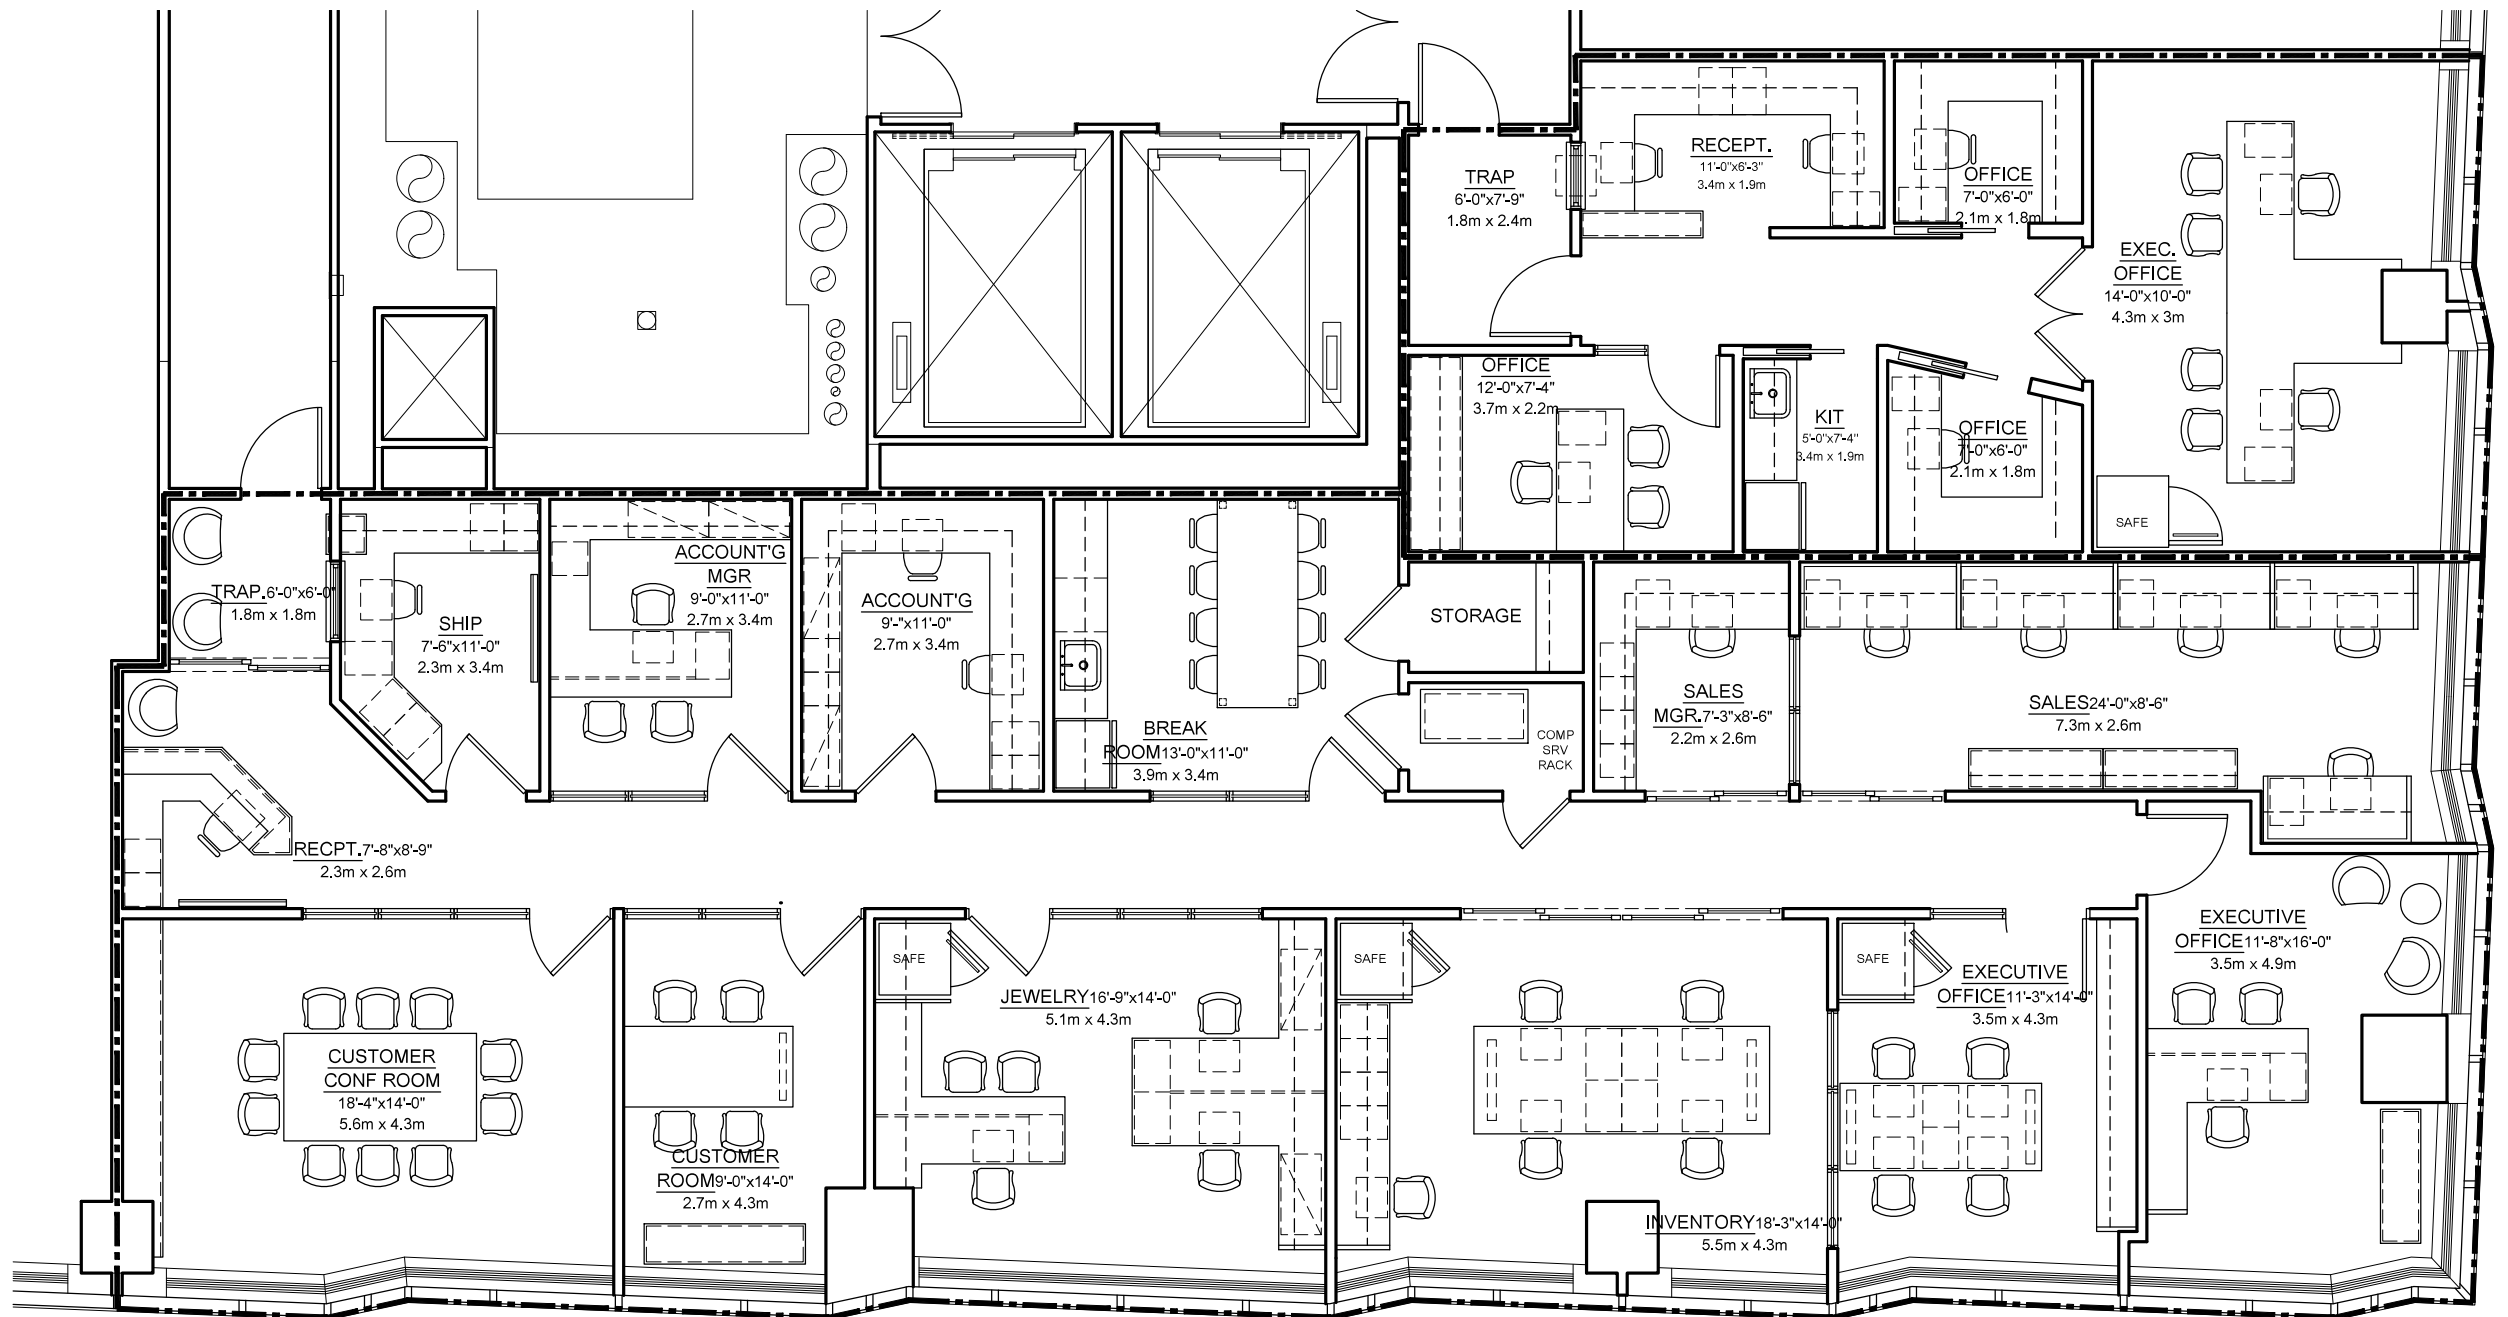 RECEPT.
11'-0"x6'-3"
3.4m x 1.9m
TRAP
6'-0"x7'-9"
1.8m x 2.4m
OFFICE
7'-0"x6'-0"
2.1m x 1.8m
EXEC.
OFFICE
14'-0"x10'-0"
4.3m x 3m
OFFICE
12'-0"x7'-4"
3.7m x 2.2m
KIT
5'-0"x7'-4"
3.4m x 1.9m
OFFICE
7'-0"x6'-0"
2.1m x 1.8m
SAFE
TRAP.6'-0"x6'-0"
1.8m x 1.8m
SHIP
7'-6"x11'-0"
2.3m x 3.4m
ACCOUNT'G
MGR
9'-0"x11'-0"
2.7m x 3.4m
ACCOUNT'G
9'-"x11'-0"
2.7m x 3.4m
BREAK
ROOM13'-0"x11'-0"
3.9m x 3.4m
STORAGE
COMP
SRV
RACK
SALES
MGR.7'-3"x8'-6"
2.2m x 2.6m
SALES24'-0"x8'-6"
7.3m x 2.6m
RECPT.7'-8"x8'-9"
2.3m x 2.6m
CUSTOMER
CONF ROOM
18'-4"x14'-0"
5.6m x 4.3m
CUSTOMER
ROOM9'-0"x14'-0"
2.7m x 4.3m
SAFE
JEWELRY16'-9"x14'-0"
5.1m x 4.3m
SAFE
INVENTORY18'-3"x14'-0"
5.5m x 4.3m
SAFE
EXECUTIVE
OFFICE11'-3"x14'-0"
3.5m x 4.3m
EXECUTIVE
OFFICE11'-8"x16'-0"
3.5m x 4.9m